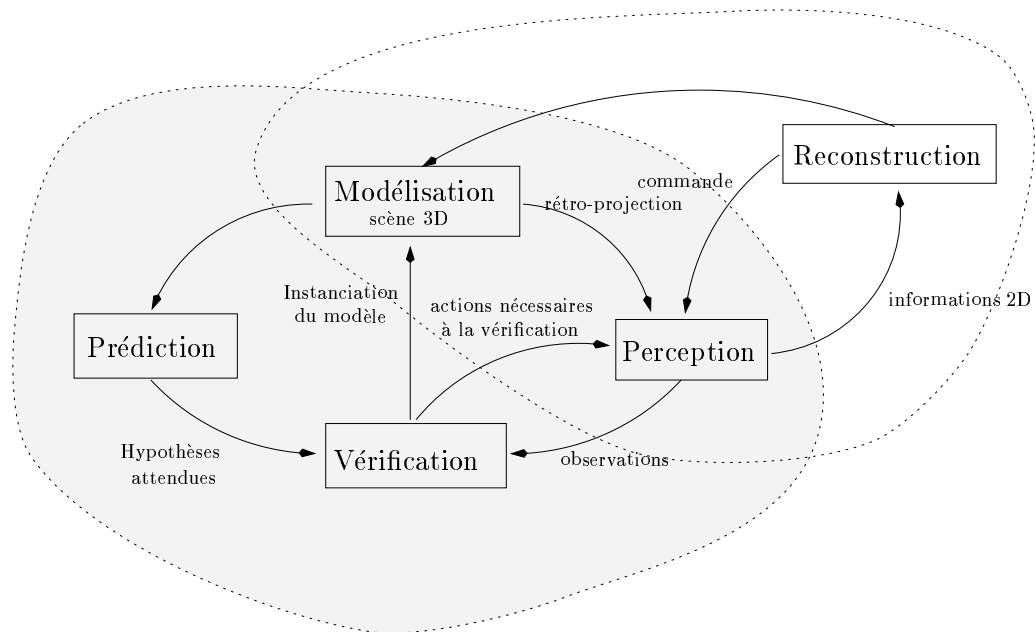 Reconstruction
commande
Modélisation
scène 3D
rétro-projection
Instanciation
du modèle
actions nécessaires
à la vérification
informations 2D
Prédiction
Perception
Hypothèses
attendues
Vérification
observations